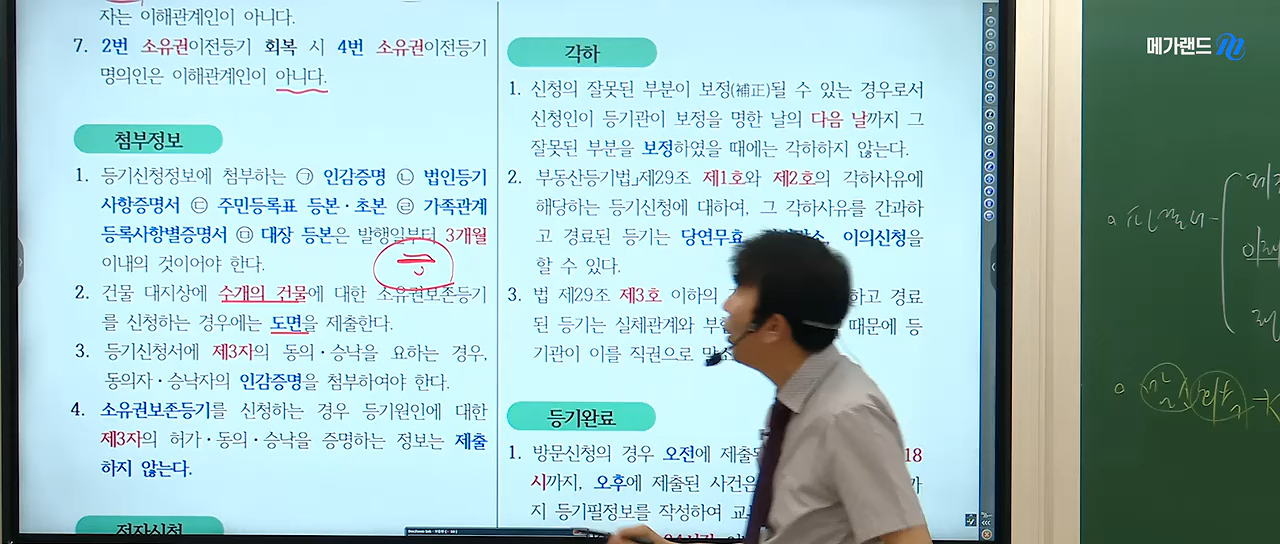 자는 이해관계인이 아니다.
7. 2번 소유권이전등기 회복 시 4번 소유권이전등기
명의인은 이해관계인이 아니다.
첨부정보
1. 등기신청정보에 첨부하는 ㉠ 인감증명 ㉡ 법인등기
사항증명서 ㉢ 주민등록표 등본·초본 ㉣ 가족관계
등록사항별증명서 ㉤ 대장 등본은 발행일부터 3개월
이내의 것이어야 한다.
2. 건물 대지상에 수개의 건물에 대한 소유권보존등기
를 신청하는 경우에는 도면을 제출한다.
3. 등기신청서에 제3자의 동의·승낙을 요하는 경우,
동의자·승낙자의 인감증명을 첨부하여야 한다.
4. 소유권보존등기를 신청하는 경우 등기원인에 대한
제3자의 허가·동의·승낙을 증명하는 정보는 제출
하지 않는다.
전자신청
각하
1. 신청의 잘못된 부분이 보정(補正)될 수 있는 경우로서
신청인이 등기관이 보정을 명한 날의 다음 날까지 그
잘못된 부분을 보정하였을 때에는 각하하지 않는다.
2. 부동산등기법」제29조 제1호와 제2호의 각하사유에
해당하는 등기신청에 대하여, 그 각하사유를 간과하
고 경료된 등기는 당연무효 이의신청을
할 수 있다.
3. 법 제29조 제3호 이하의 하고 경료
된 등기는 실체관계와 부합 때문에 등
기관이 이를 직권으로 말소
등기완료
1. 방문신청의 경우 오전에 제출된 18
시까지, 오후에 제출된 사건은
지 등기필정보를 작성하여 교
메가랜드